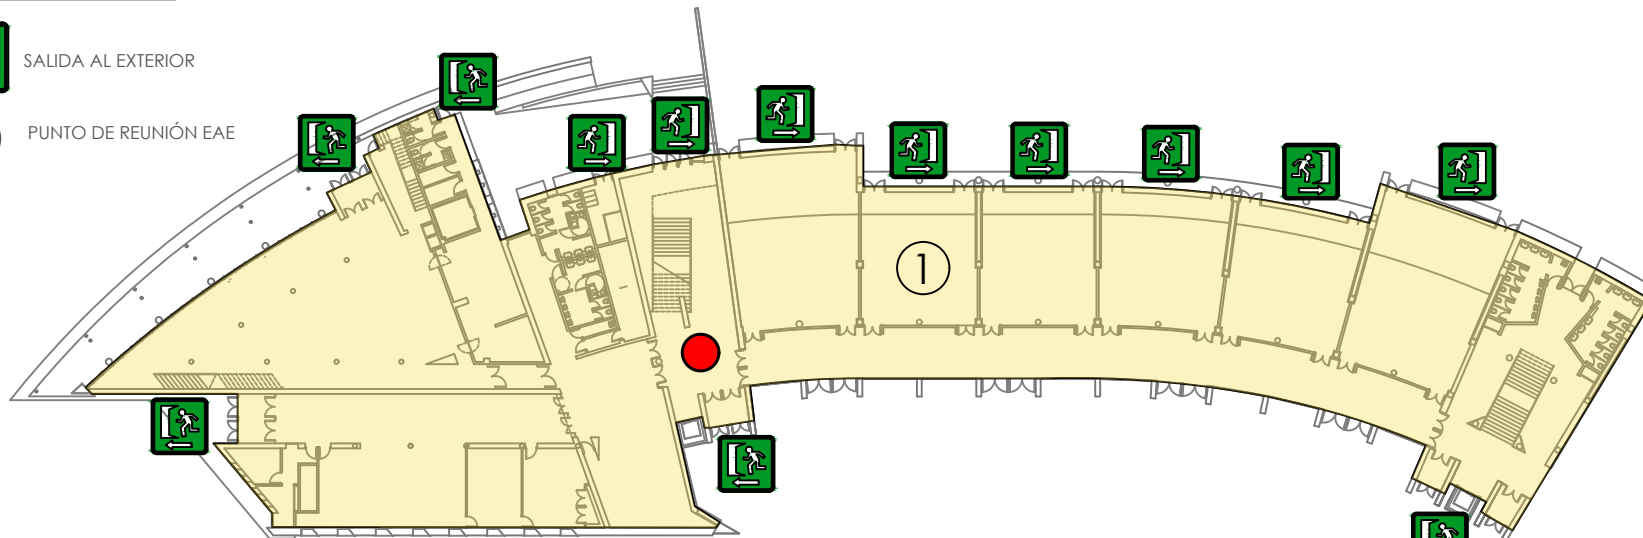 SALIDA AL EXTERIOR
PUNTO DE REUNIÓN EAE
1